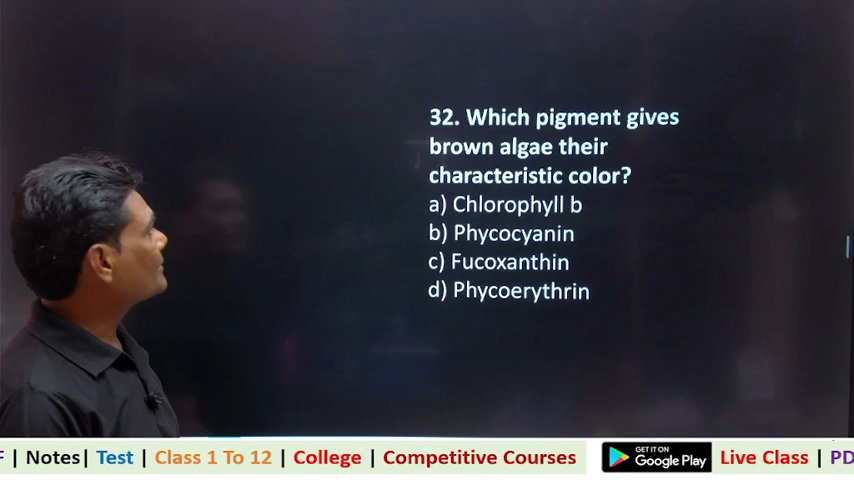 32. Which pigment gives
brown algae their
characteristic color?
a) Chlorophyll b
b) Phycocyanin
c) Fucoxanthin
d) Phycoerythrin
F | Notes| Test | Class 1 To 12 | College | Competitive Courses
GET IT ON
Google Play
Live Class | PD